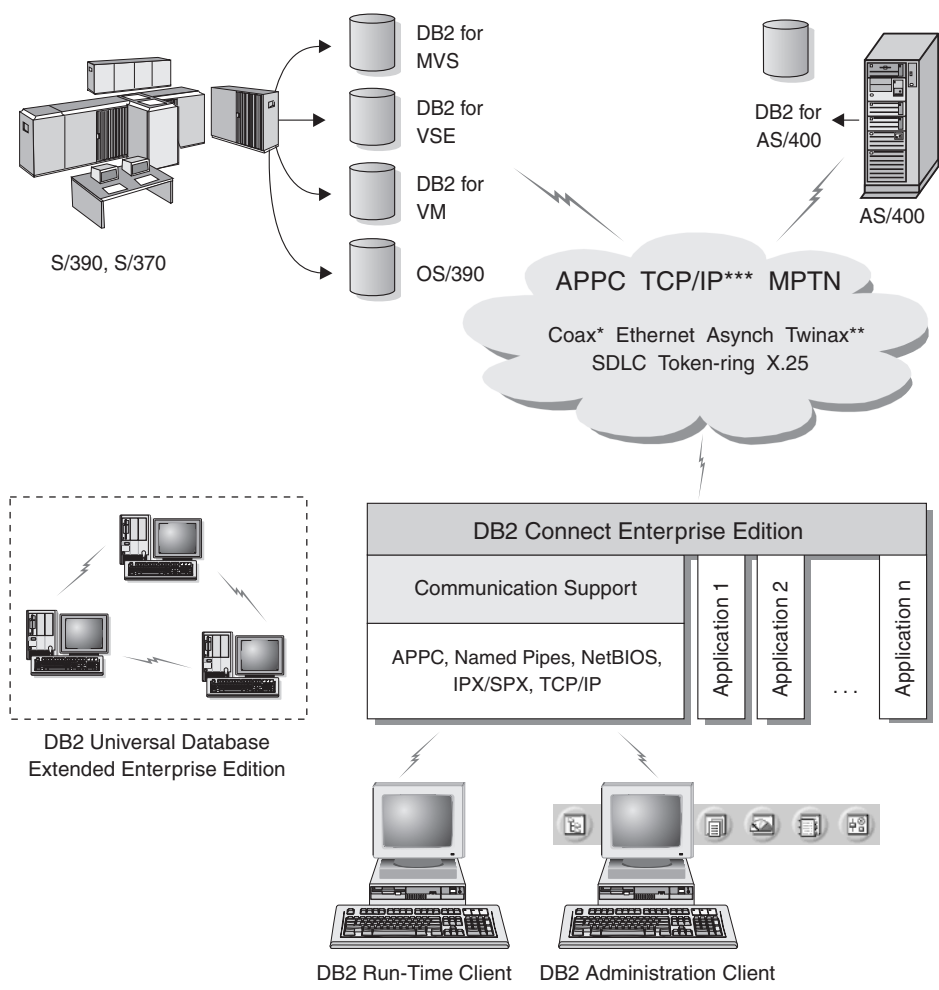 DB2 for
MVS
DB2 for
VSE
DB2 for
VM
OS/390
S/390, S/370
DB2 for
AS/400
AS/400
APPC TCP/IP*** MPTN
Coax* Ethernet Asynch Twinax**
SDLC Token-ring X.25
DB2 Universal Database
Extended Enterprise Edition
DB2 Connect Enterprise Edition
Communication Support
APPC, Named Pipes, NetBIOS,
IPX/SPX, TCP/IP
Application 1
Application 2
. . .
Application n
DB2 Run-Time Client
DB2 Administration Client